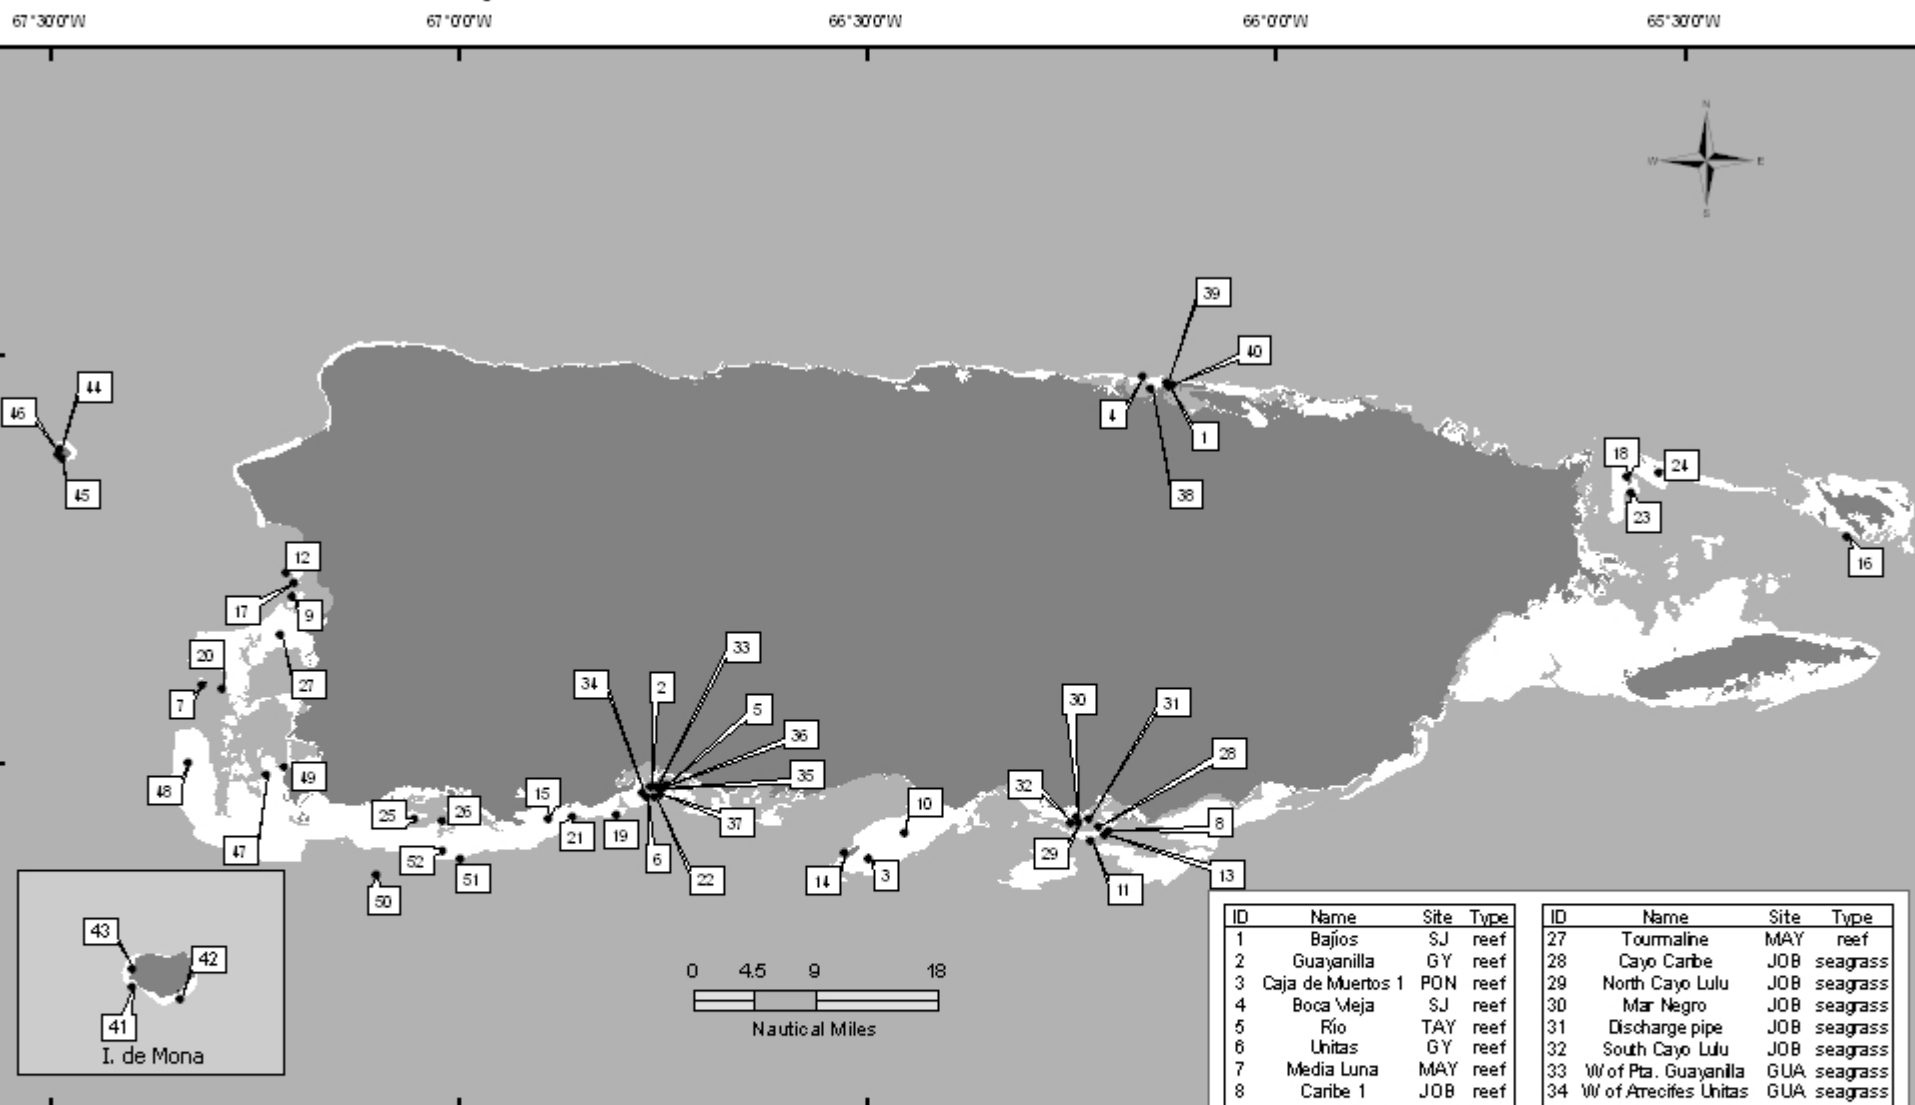 67°30'0"W 67°0'0"W 66°30'0"W 66°0'0"W 65°30'0"W
N
W E
S
39
40
44
46
4
1
18 24
45
38
23
12
16
17
9
33
20
34 2
27
30
31
7
5
36
28
35
49
48
32
15
10
25 26
8
21 19
37
47
52
29
6
51
14 3
13
22
11
50
43
42
41
I. de Mona
0 4.5 9 18
Nautical Miles
ID Name Site Type
1 Bajíos SJ reef
2 Guayanilla GY reef
3 Caja de Muertos 1 PON reef
4 Boca Vieja SJ reef
5 Río TAY reef
6 Unitas GY reef
7 Media Luna MAY reef
8 Caribe 1 JOB reef
ID Name Site Type
27 Tourmaline MAY reef
28 Cayo Caribe JOB seagrass
29 North Cayo Lulu JOB seagrass
30 Mar Negro JOB seagrass
31 Discharge pipe JOB seagrass
32 South Cayo Lulu JOB seagrass
33 W of Pta. Guayanilla GUA seagrass
34 W of Arrecifes Unitas GUA seagrass